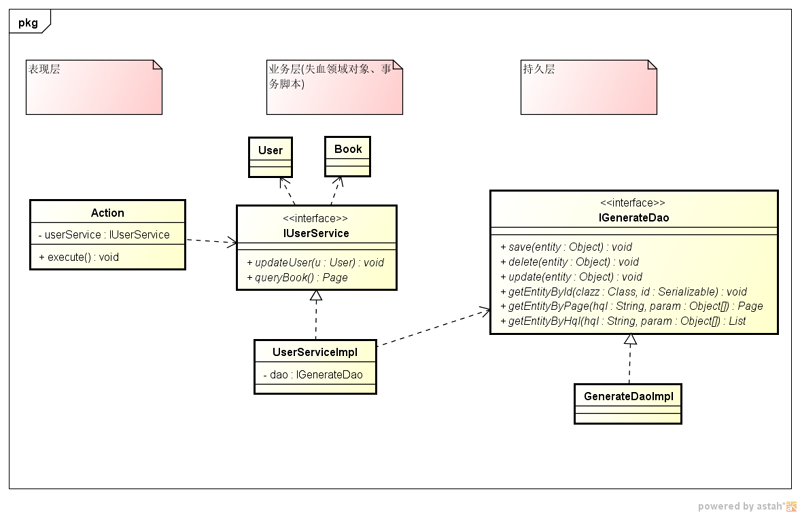 pkg
表现层
业务层(失血领域对象、事
务脚本)
持久层
User
Book
Action
- userService : IUserService
+ execute() : void
<<interface>>
IUserService
+ updateUser(u : User) : void
+ queryBook() : Page
<<interface>>
IGenerateDao
+ save(entity : Object) : void
+ delete(entity : Object) : void
+ update(entity : Object) : void
+ getEntityById(clazz : Class, id : Serializable) : void
+ getEntityByPage(hql : String, param : Object[]) : Page
+ getEntityByHql(hql : String, param : Object[]) : List
UserServiceImpl
- dao : IGenerateDao
GenerateDaoImpl
powered by astah*